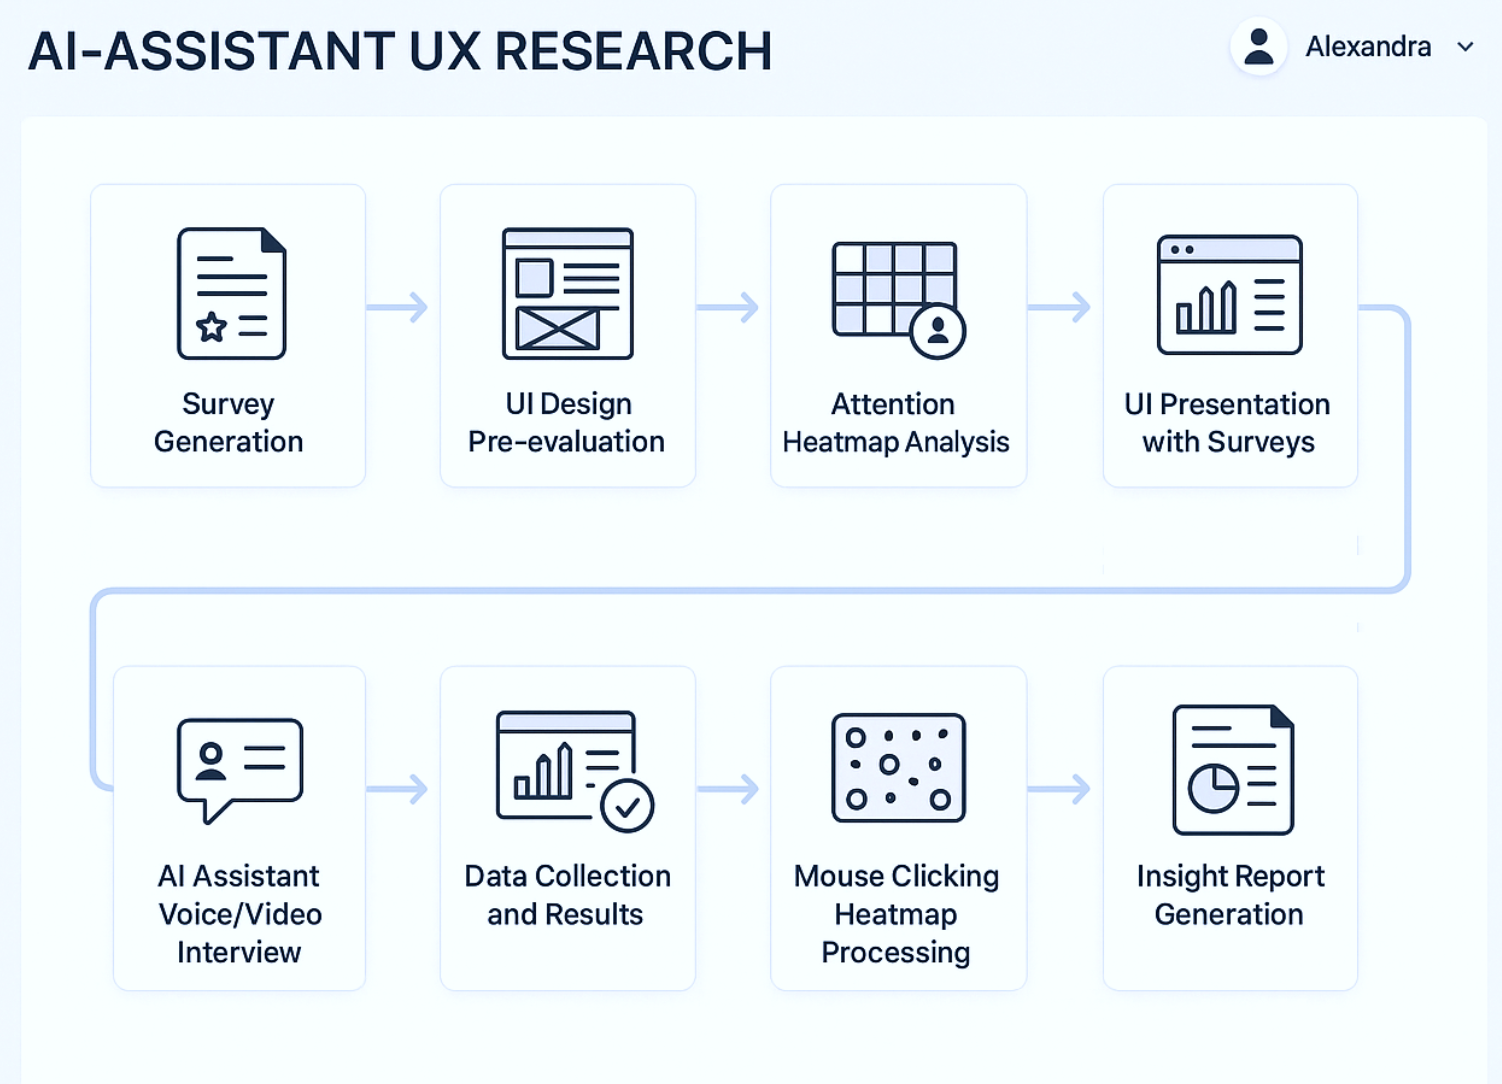 AI-ASSISTANT UX RESEARCH
Alexandra
Survey
Generation
UI Design
Pre-evaluation
Attention
Heatmap Analysis
UI Presentation
with Surveys
AI Assistant
Voice/Video
Interview
Data Collection
and Results
Mouse Clicking
Heatmap
Processing
Insight Report
Generation